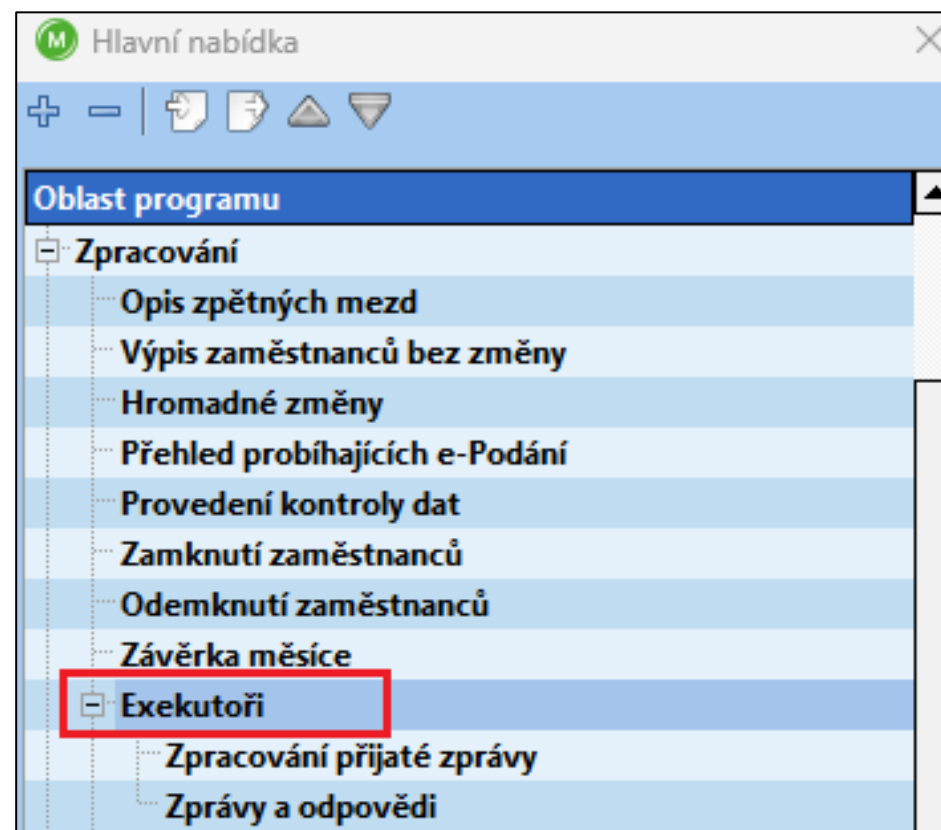 M Hlavní nabídka
Oblast programu
Zpracování
Opis zpětných mezd
Výpis zaměstnanců bez změny
Hromadné změny
Přehled probíhajících e-Podání
Provedení kontroly dat
Zamknutí zaměstnanců
Odemknutí zaměstnanců
Závěrka měsíce
Exekutoři
Zpracování přijaté zprávy
Zprávy a odpovědi